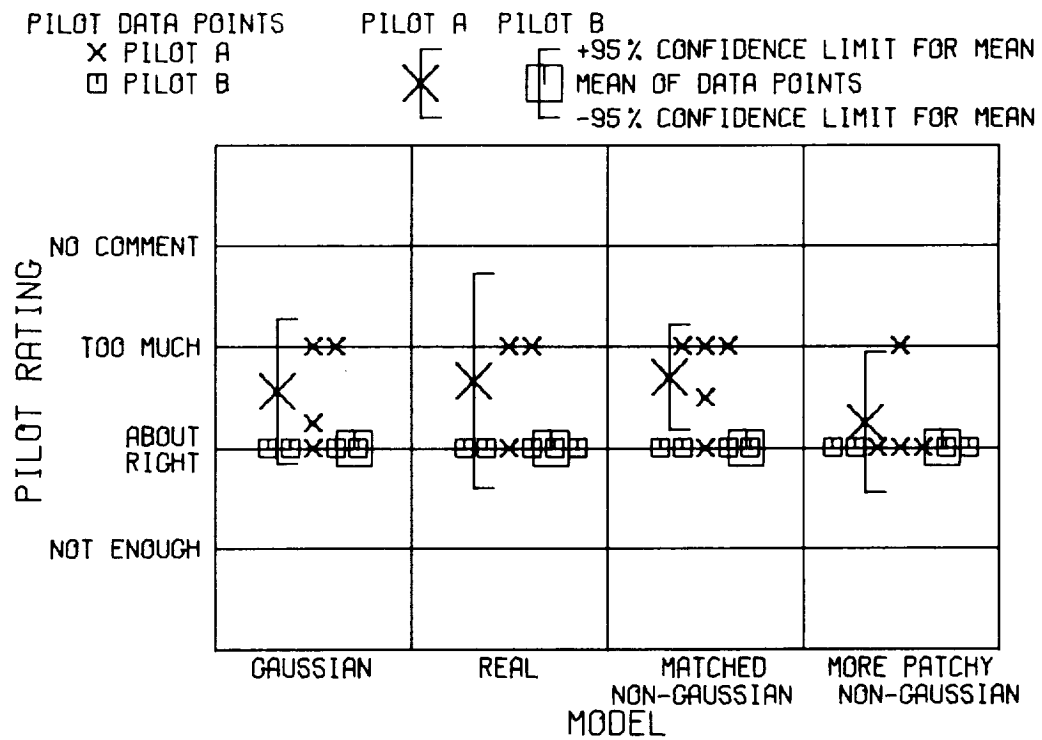 PILOT DATA POINTS
X PILOT A
PILOT B
PILOT A PILOT B
+95% CONFIDENCE LIMIT FOR MEAN
MEAN OF DATA POINTS
-95% CONFIDENCE LIMIT FOR MEAN
PILOT RATING
NO COMMENT
TOO MUCH
ABOUT
RIGHT
NOT ENOUGH
GAUSSIAN
REAL
MATCHED
NON-GAUSSIAN
MORE PATCHY
NON-GAUSSIAN
MODEL